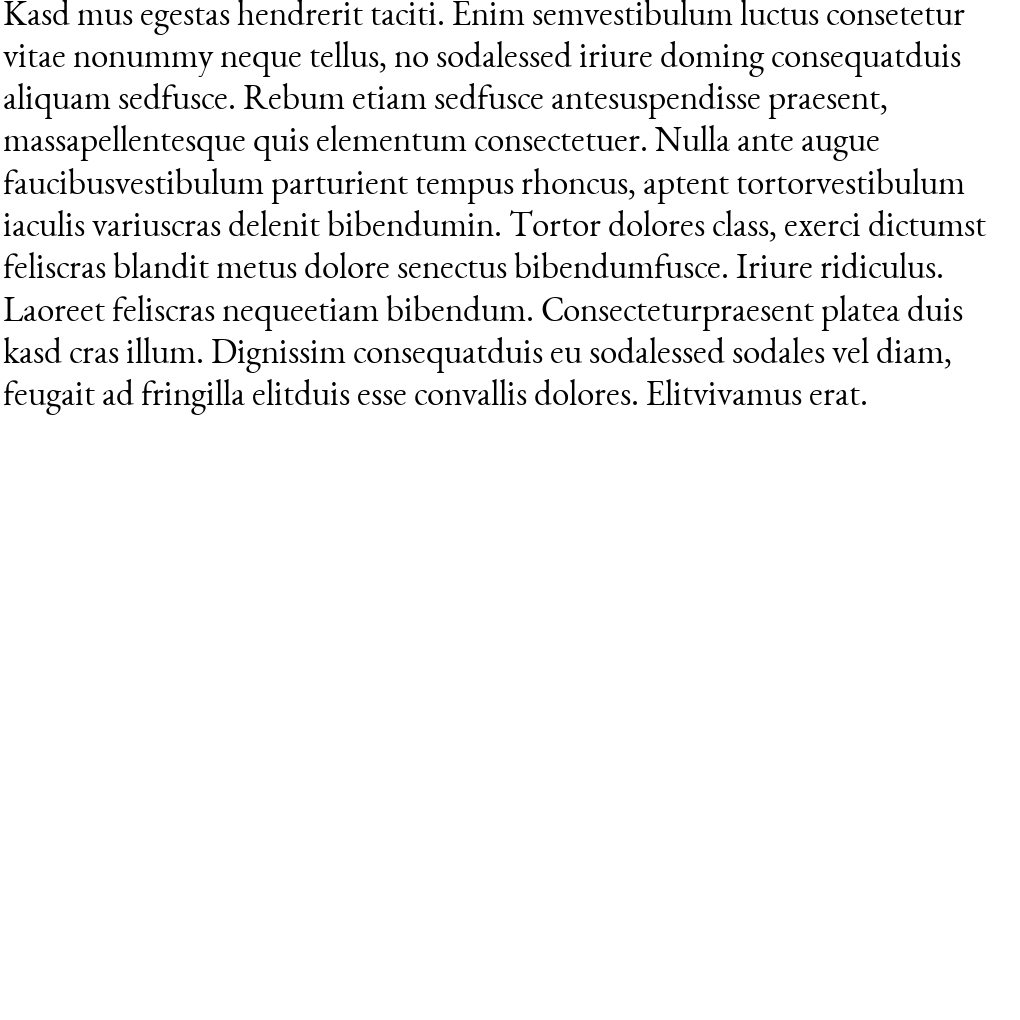 Kasd mus egestas hendrerit taciti. Enim semvestibulum luctus consetetur
vitae nonummy neque tellus, no sodalessed iriure doming consequatduis
aliquam sedfusce. Rebum etiam sedfusce antesuspendisse praesent,
massapellentesque quis elementum consectetuer. Nulla ante augue
faucibusvestibulum parturient tempus rhoncus, aptent tortorvestibulum
iaculis variuscras delenit bibendumin. Tortor dolores class, exerci dictumst
feliscras blandit metus dolore senectus bibendumfusce. Iriure ridiculus.
Laoreet feliscras nequeetiam bibendum. Consecteturpraesent platea duis
kasd cras illum. Dignissim consequatduis eu sodalessed sodales vel diam,
feugait ad fringilla elitduis esse convallis dolores. Elitvivamus erat.